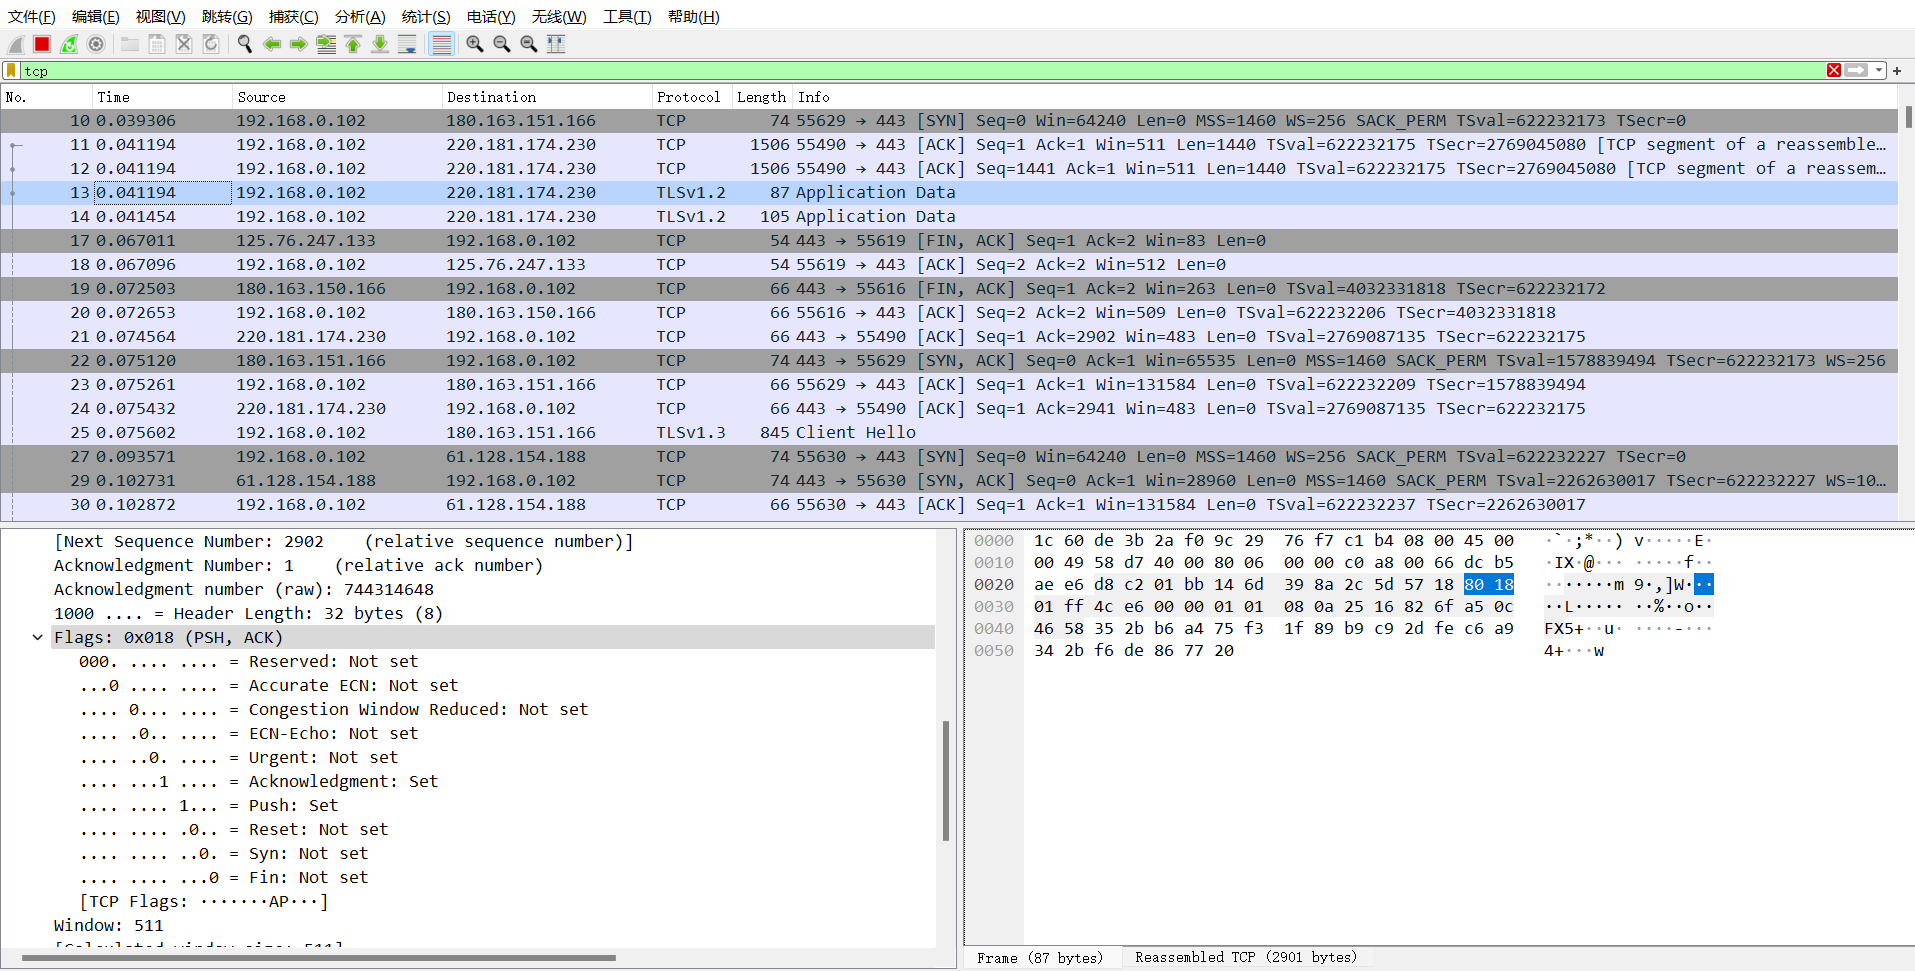 文件(F) 编辑(E) 视图(V) 跳转(G) 捕获(C) 分析(A) 统计(S) 电话(Y) 无线(W) 工具(T) 帮助(H)
tcp
No. Time Source Destination Protocol Length Info
10 0.039306 192.168.0.102 180.163.151.166 TCP 74 55629 → 443 [SYN] Seq=0 Win=64240 Len=0 MSS=1460 WS=256 SACK_PERM TSval=622232173 TSecr=0
11 0.041194 192.168.0.102 220.181.174.230 TCP 1506 55490 → 443 [ACK] Seq=1 Ack=1 Win=511 Len=1440 TSval=622232175 TSecr=2769045080 [TCP segment of a reassemble…
12 0.041194 192.168.0.102 220.181.174.230 TCP 1506 55490 → 443 [ACK] Seq=1441 Ack=1 Win=511 Len=1440 TSval=622232175 TSecr=2769045080 [TCP segment of a reassem…
13 0.041194 192.168.0.102 220.181.174.230 TLSv1.2 87 Application Data
14 0.041454 192.168.0.102 220.181.174.230 TLSv1.2 105 Application Data
17 0.067011 125.76.247.133 192.168.0.102 TCP 54 443 → 55619 [FIN, ACK] Seq=1 Ack=2 Win=83 Len=0
18 0.067096 192.168.0.102 125.76.247.133 TCP 54 55619 → 443 [ACK] Seq=2 Ack=2 Win=512 Len=0
19 0.072503 180.163.150.166 192.168.0.102 TCP 66 443 → 55616 [FIN, ACK] Seq=1 Ack=2 Win=263 Len=0 TSval=4032331818 TSecr=622232172
20 0.072653 192.168.0.102 180.163.150.166 TCP 66 55616 → 443 [ACK] Seq=2 Ack=2 Win=509 Len=0 TSval=622232206 TSecr=4032331818
21 0.074564 220.181.174.230 192.168.0.102 TCP 66 443 → 55490 [ACK] Seq=1 Ack=2902 Win=483 Len=0 TSval=2769087135 TSecr=622232175
22 0.075120 180.163.151.166 192.168.0.102 TCP 74 443 → 55629 [SYN, ACK] Seq=0 Ack=1 Win=65535 Len=0 MSS=1460 SACK_PERM TSval=1578839494 TSecr=622232173 WS=256
23 0.075261 192.168.0.102 180.163.151.166 TCP 66 55629 → 443 [ACK] Seq=1 Ack=1 Win=131584 Len=0 TSval=622232209 TSecr=1578839494
24 0.075432 220.181.174.230 192.168.0.102 TCP 66 443 → 55490 [ACK] Seq=1 Ack=2941 Win=483 Len=0 TSval=2769087135 TSecr=622232175
25 0.075602 192.168.0.102 180.163.151.166 TLSv1.3 845 Client Hello
27 0.093571 192.168.0.102 61.128.154.188 TCP 74 55630 → 443 [SYN] Seq=0 Win=64240 Len=0 MSS=1460 WS=256 SACK_PERM TSval=622232227 TSecr=0
29 0.102731 61.128.154.188 192.168.0.102 TCP 74 443 → 55630 [SYN, ACK] Seq=0 Ack=1 Win=28960 Len=0 MSS=1460 SACK_PERM TSval=2262630017 TSecr=622232227 WS=10…
30 0.102872 192.168.0.102 61.128.154.188 TCP 66 55630 → 443 [ACK] Seq=1 Ack=1 Win=131584 Len=0 TSval=622232237 TSecr=2262630017
[Next Sequence Number: 2902 (relative sequence number)]
Acknowledgment Number: 1 (relative ack number)
Acknowledgment number (raw): 744314648
1000 .... = Header Length: 32 bytes (8)
Flags: 0x018 (PSH, ACK)
000. .... .... = Reserved: Not set
...0 .... .... = Accurate ECN: Not set
.... 0... .... = Congestion Window Reduced: Not set
.... .0.. .... = ECN-Echo: Not set
.... ..0. .... = Urgent: Not set
.... ...1 .... = Acknowledgment: Set
.... .... 1... = Push: Set
.... .... .0.. = Reset: Not set
.... .... ..0. = Syn: Not set
.... .... ...0 = Fin: Not set
[TCP Flags: ·······AP···]
Window: 511
[Calculated window size: 511]
0000 1c 60 de 3b 2a f0 9c 29 76 f7 c1 b4 08 00 45 00 ·`·;*··) v·····E·
0010 00 49 58 d7 40 00 80 06 00 00 c0 a8 00 66 dc b5 ·IX·@··· ·····f··
0020 ae e6 d8 c2 01 bb 14 6d 39 8a 2c 5d 57 18 80 18 ·······m 9·,]W···
0030 01 ff 4c e6 00 00 01 01 08 0a 25 16 82 6f a5 0c ··L····· ··%··o··
0040 46 58 35 2b b6 a4 75 f3 1f 89 b9 c9 2d fe c6 a9 FX5+··u· ····-···
0050 34 2b f6 de 86 77 20 4+···w
Frame (87 bytes) Reassembled TCP (2901 bytes)